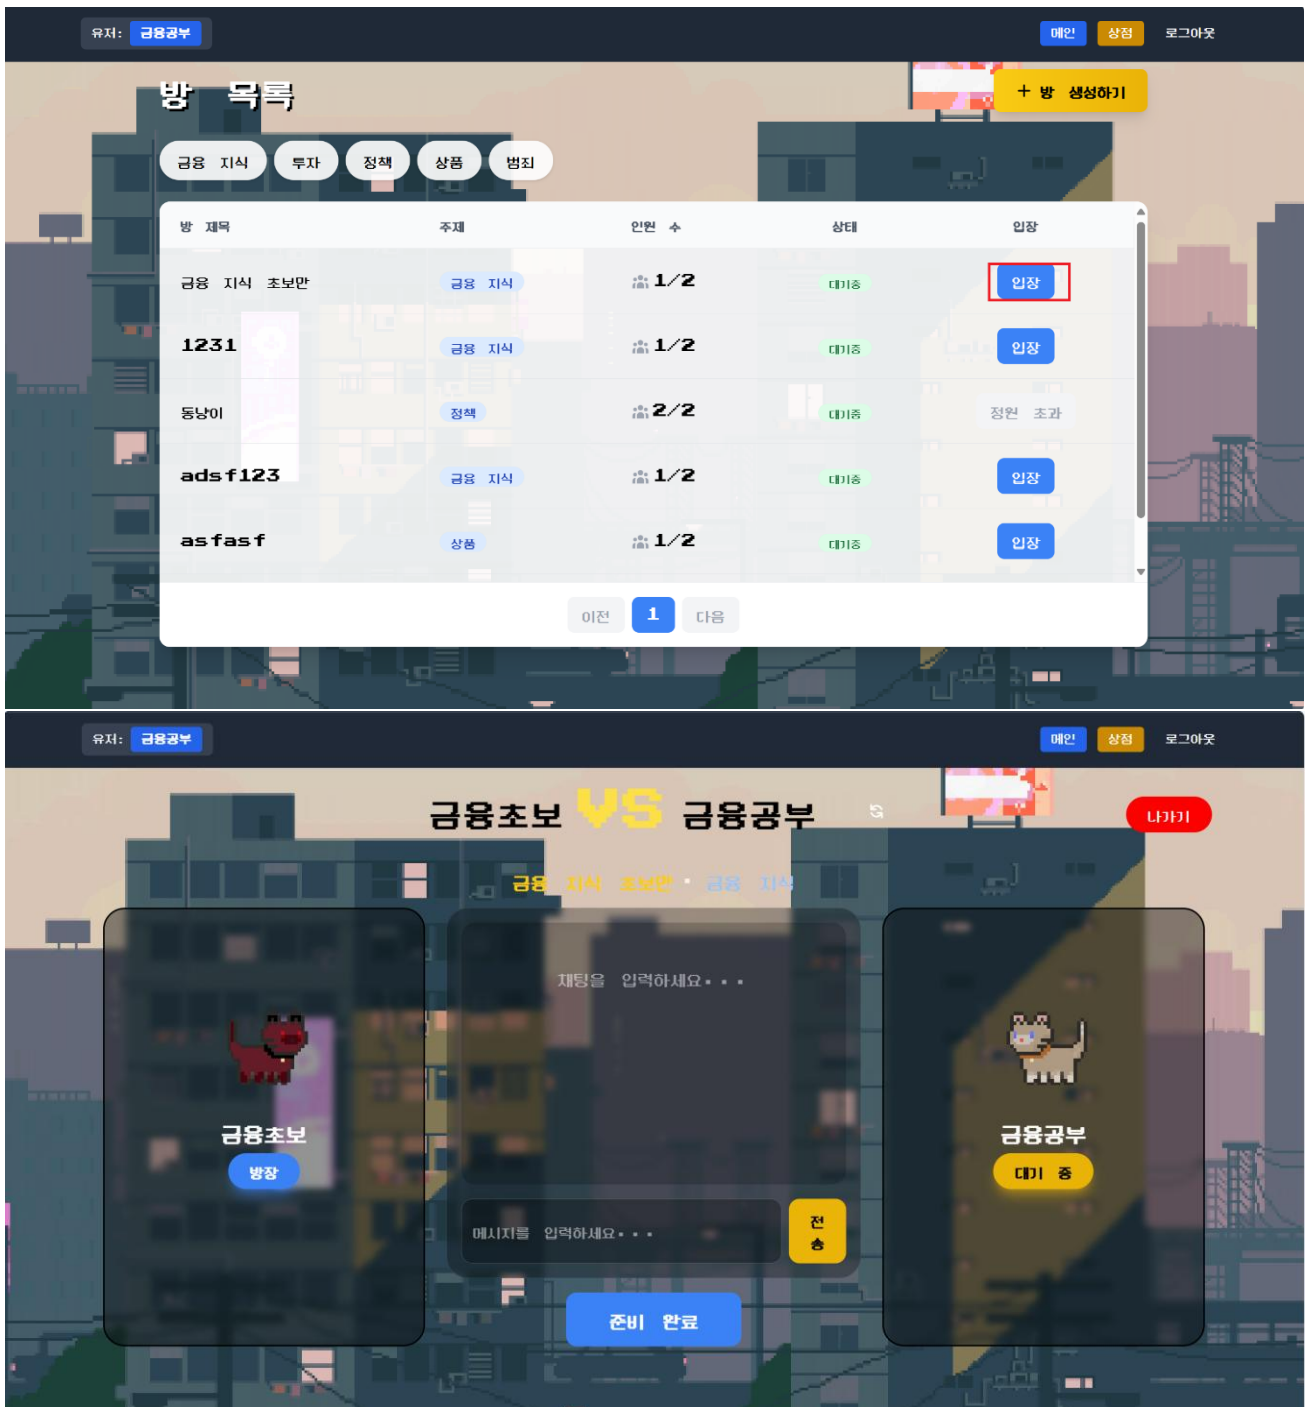 유저: 금융공부 메인 상점 로그아웃
방 목록 + 방 생성하기
금융 지식 투자 정책 상품 범죄
방 제목 주제 인원 수 상태 입장
금융 지식 초보만 금융 지식 1/2 대기중 입장
1231 금융 지식 1/2 대기중 입장
동냥이 정책 2/2 대기중 정원 초과
adsf123 금융 지식 1/2 대기중 입장
asfasf 상품 1/2 대기중 입장
이전 1 다음
유저: 금융공부 메인 상점 로그아웃
금융초보 VS 금융공부 나가기
금융 지식 초보만 · 금융 지식
채팅을 입력하세요...
금융초보
방장
금융공부
대기 중
메시지를 입력하세요...
전
송
준비 완료